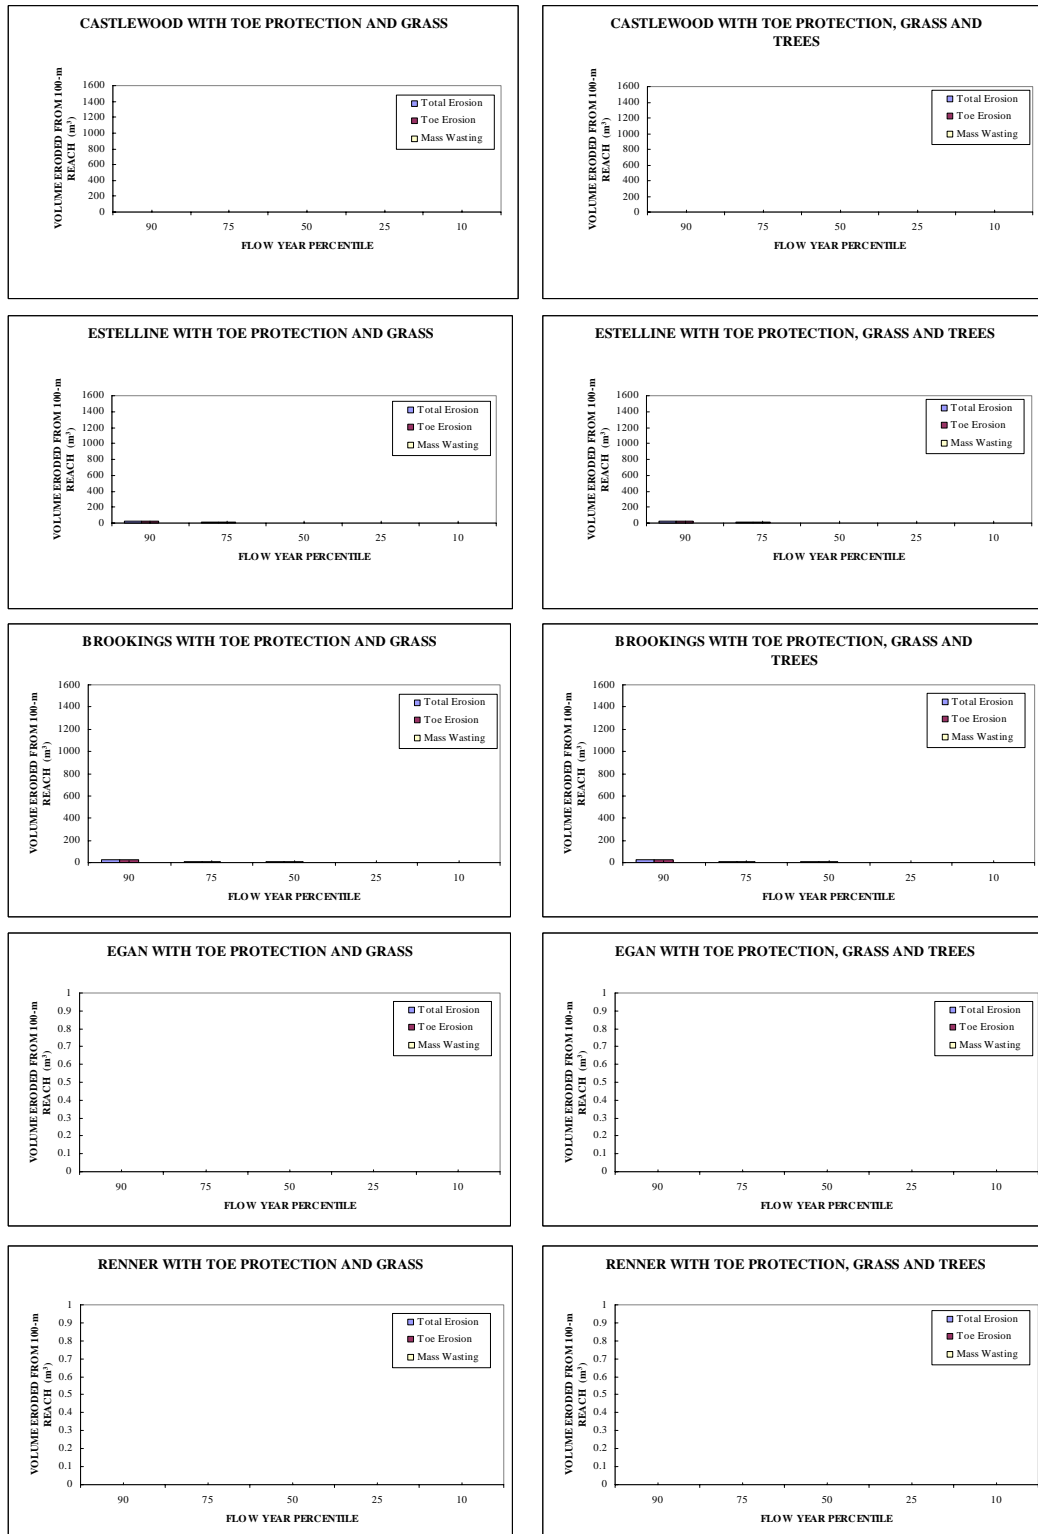 CASTLEWOOD WITH TOE PROTECTION AND GRASS
VOLUME ERODED FROM 100-m
REACH (m³)
1600
1400
1200
1000
800
600
400
200
0
Total Erosion
Toe Erosion
Mass Wasting
90 75 50 25 10
FLOW YEAR PERCENTILE
CASTLEWOOD WITH TOE PROTECTION, GRASS AND
TREES
VOLUME ERODED FROM 100-m
REACH (m³)
1600
1400
1200
1000
800
600
400
200
0
Total Erosion
Toe Erosion
Mass Wasting
90 75 50 25 10
FLOW YEAR PERCENTILE
ESTELLINE WITH TOE PROTECTION AND GRASS
VOLUME ERODED FROM 100-m
REACH (m³)
1600
1400
1200
1000
800
600
400
200
0
Total Erosion
Toe Erosion
Mass Wasting
90 75 50 25 10
FLOW YEAR PERCENTILE
ESTELLINE WITH TOE PROTECTION, GRASS AND TREES
VOLUME ERODED FROM 100-m
REACH (m³)
1600
1400
1200
1000
800
600
400
200
0
Total Erosion
Toe Erosion
Mass Wasting
90 75 50 25 10
FLOW YEAR PERCENTILE
BROOKINGS WITH TOE PROTECTION AND GRASS
VOLUME ERODED FROM 100-m
REACH (m³)
1600
1400
1200
1000
800
600
400
200
0
Total Erosion
Toe Erosion
Mass Wasting
90 75 50 25 10
FLOW YEAR PERCENTILE
BROOKINGS WITH TOE PROTECTION, GRASS AND
TREES
VOLUME ERODED FROM 100-m
REACH (m³)
1600
1400
1200
1000
800
600
400
200
0
Total Erosion
Toe Erosion
Mass Wasting
90 75 50 25 10
FLOW YEAR PERCENTILE
EGAN WITH TOE PROTECTION AND GRASS
VOLUME ERODED FROM 100-m
REACH (m³)
1
0.9
0.8
0.7
0.6
0.5
0.4
0.3
0.2
0.1
0
Total Erosion
Toe Erosion
Mass Wasting
90 75 50 25 10
FLOW YEAR PERCENTILE
EGAN WITH TOE PROTECTION, GRASS AND TREES
VOLUME ERODED FROM 100-m
REACH (m³)
1
0.9
0.8
0.7
0.6
0.5
0.4
0.3
0.2
0.1
0
Total Erosion
Toe Erosion
Mass Wasting
90 75 50 25 10
FLOW YEAR PERCENTILE
RENNER WITH TOE PROTECTION AND GRASS
VOLUME ERODED FROM 100-m
REACH (m³)
1
0.9
0.8
0.7
0.6
0.5
0.4
0.3
0.2
0.1
0
Total Erosion
Toe Erosion
Mass Wasting
90 75 50 25 10
FLOW YEAR PERCENTILE
RENNER WITH TOE PROTECTION, GRASS AND TREES
VOLUME ERODED FROM 100-m
REACH (m³)
1
0.9
0.8
0.7
0.6
0.5
0.4
0.3
0.2
0.1
0
Total Erosion
Toe Erosion
Mass Wasting
90 75 50 25 10
FLOW YEAR PERCENTILE